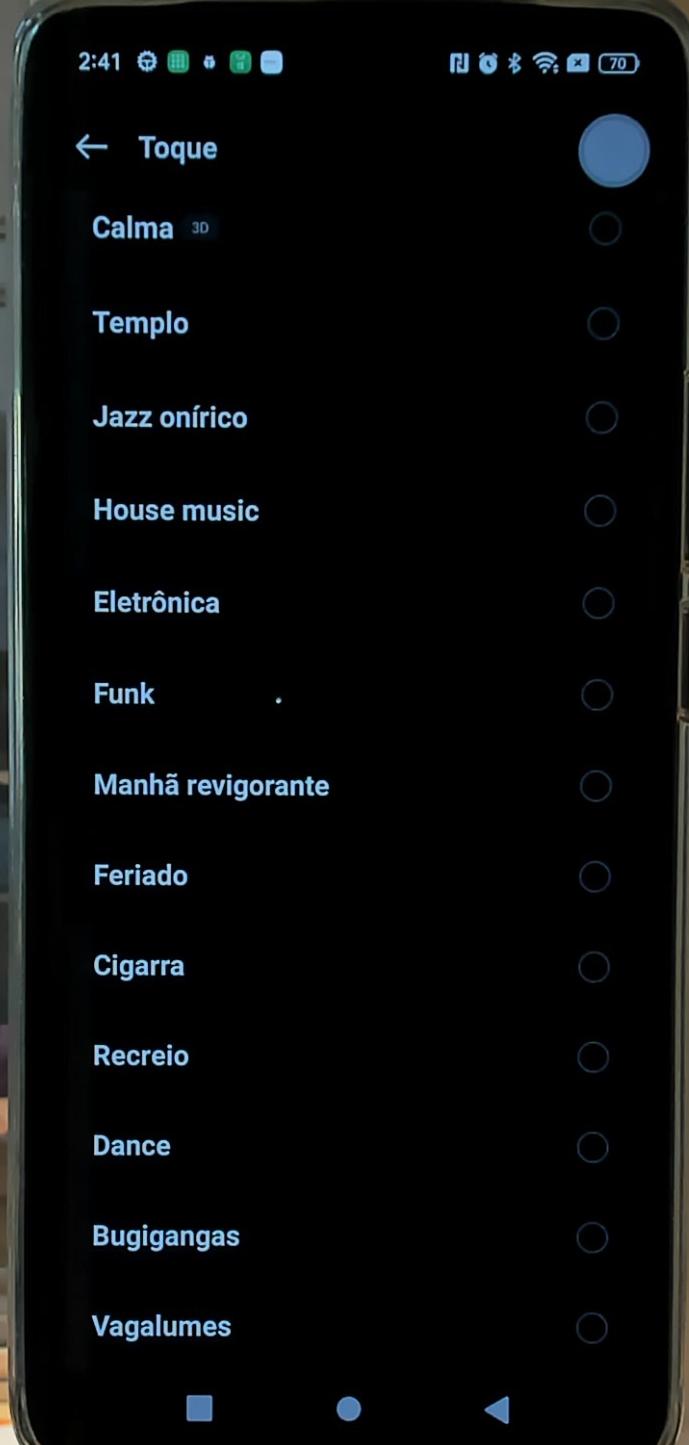 2:41 70
Toque
Calma 3D
Templo
Jazz onírico
House music
Eletrônica
Funk
Manhã revigorante
Feriado
Cigarra
Recreio
Dance
Bugigangas
Vagalumes